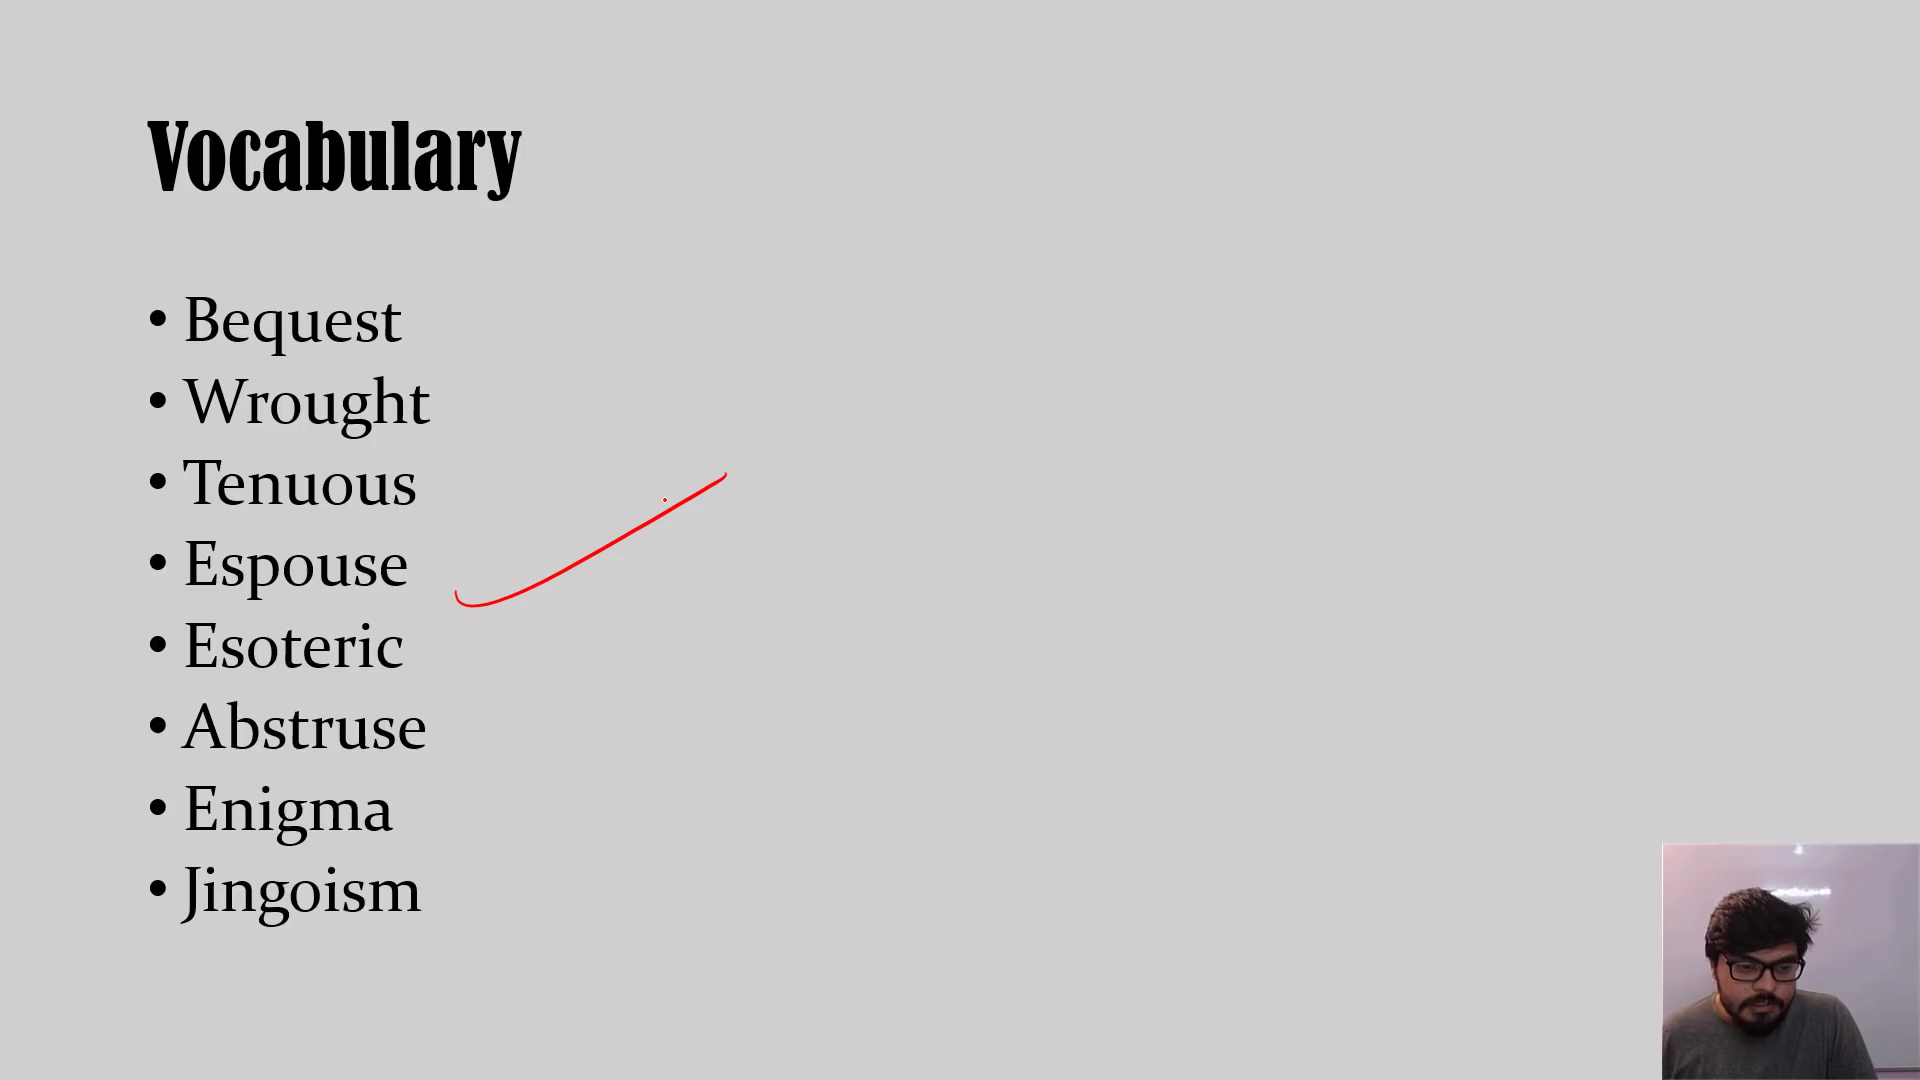 Vocabulary
• Bequest
• Wrought
• Tenuous
• Espouse
• Esoteric
• Abstruse
• Enigma
• Jingoism